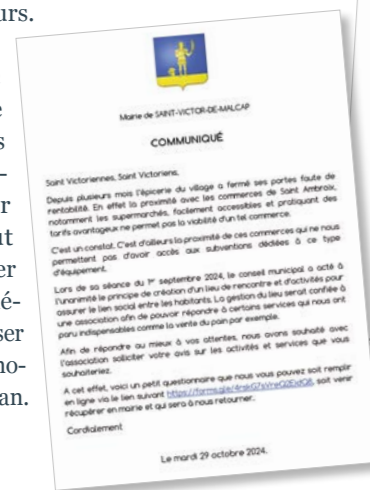 urs.
e
s
-
r
ut
er
é-
ser
no-
an.
Mairie de SAINT-VICTOR-DE-MALCAP
COMMUNIQUÉ
Saint Victoriennes, Saint Victoriens,
Depuis plusieurs mois l'épicerie du village a fermé ses portes faute de
rentabilité. En effet la proximité avec les commerces de Saint Ambroix,
notamment les supermarchés, facilement accessibles et pratiquant des
tarifs avantageux ne permet pas la viabilité d'un tel commerce.
C'est un constat. C'est d'ailleurs la proximité de ces commerces qui ne nous
permettent pas d'avoir accès aux subventions dédiées à ce type
d'équipement.
Lors de sa séance du 1er septembre 2024, le conseil municipal a acté à
l'unanimité le principe de création d'un lieu de rencontre et d'activités pour
assurer le lien social entre les habitants. La gestion du lieu serait confiée à
une association afin de pouvoir répondre à certains services qui nous ont
paru indispensables comme la vente du pain par exemple.
Afin de répondre au mieux à vos attentes, nous avons souhaité avec
l'association solliciter votre avis sur les activités et services que vous
souhaiteriez.
A cet effet, voici un petit questionnaire que nous vous pouvez soit remplir
en ligne via le lien suivant soit venir
récupérer en mairie et qui sera à nous retourner..
Cordialement
Le mardi 29 octobre 2024.